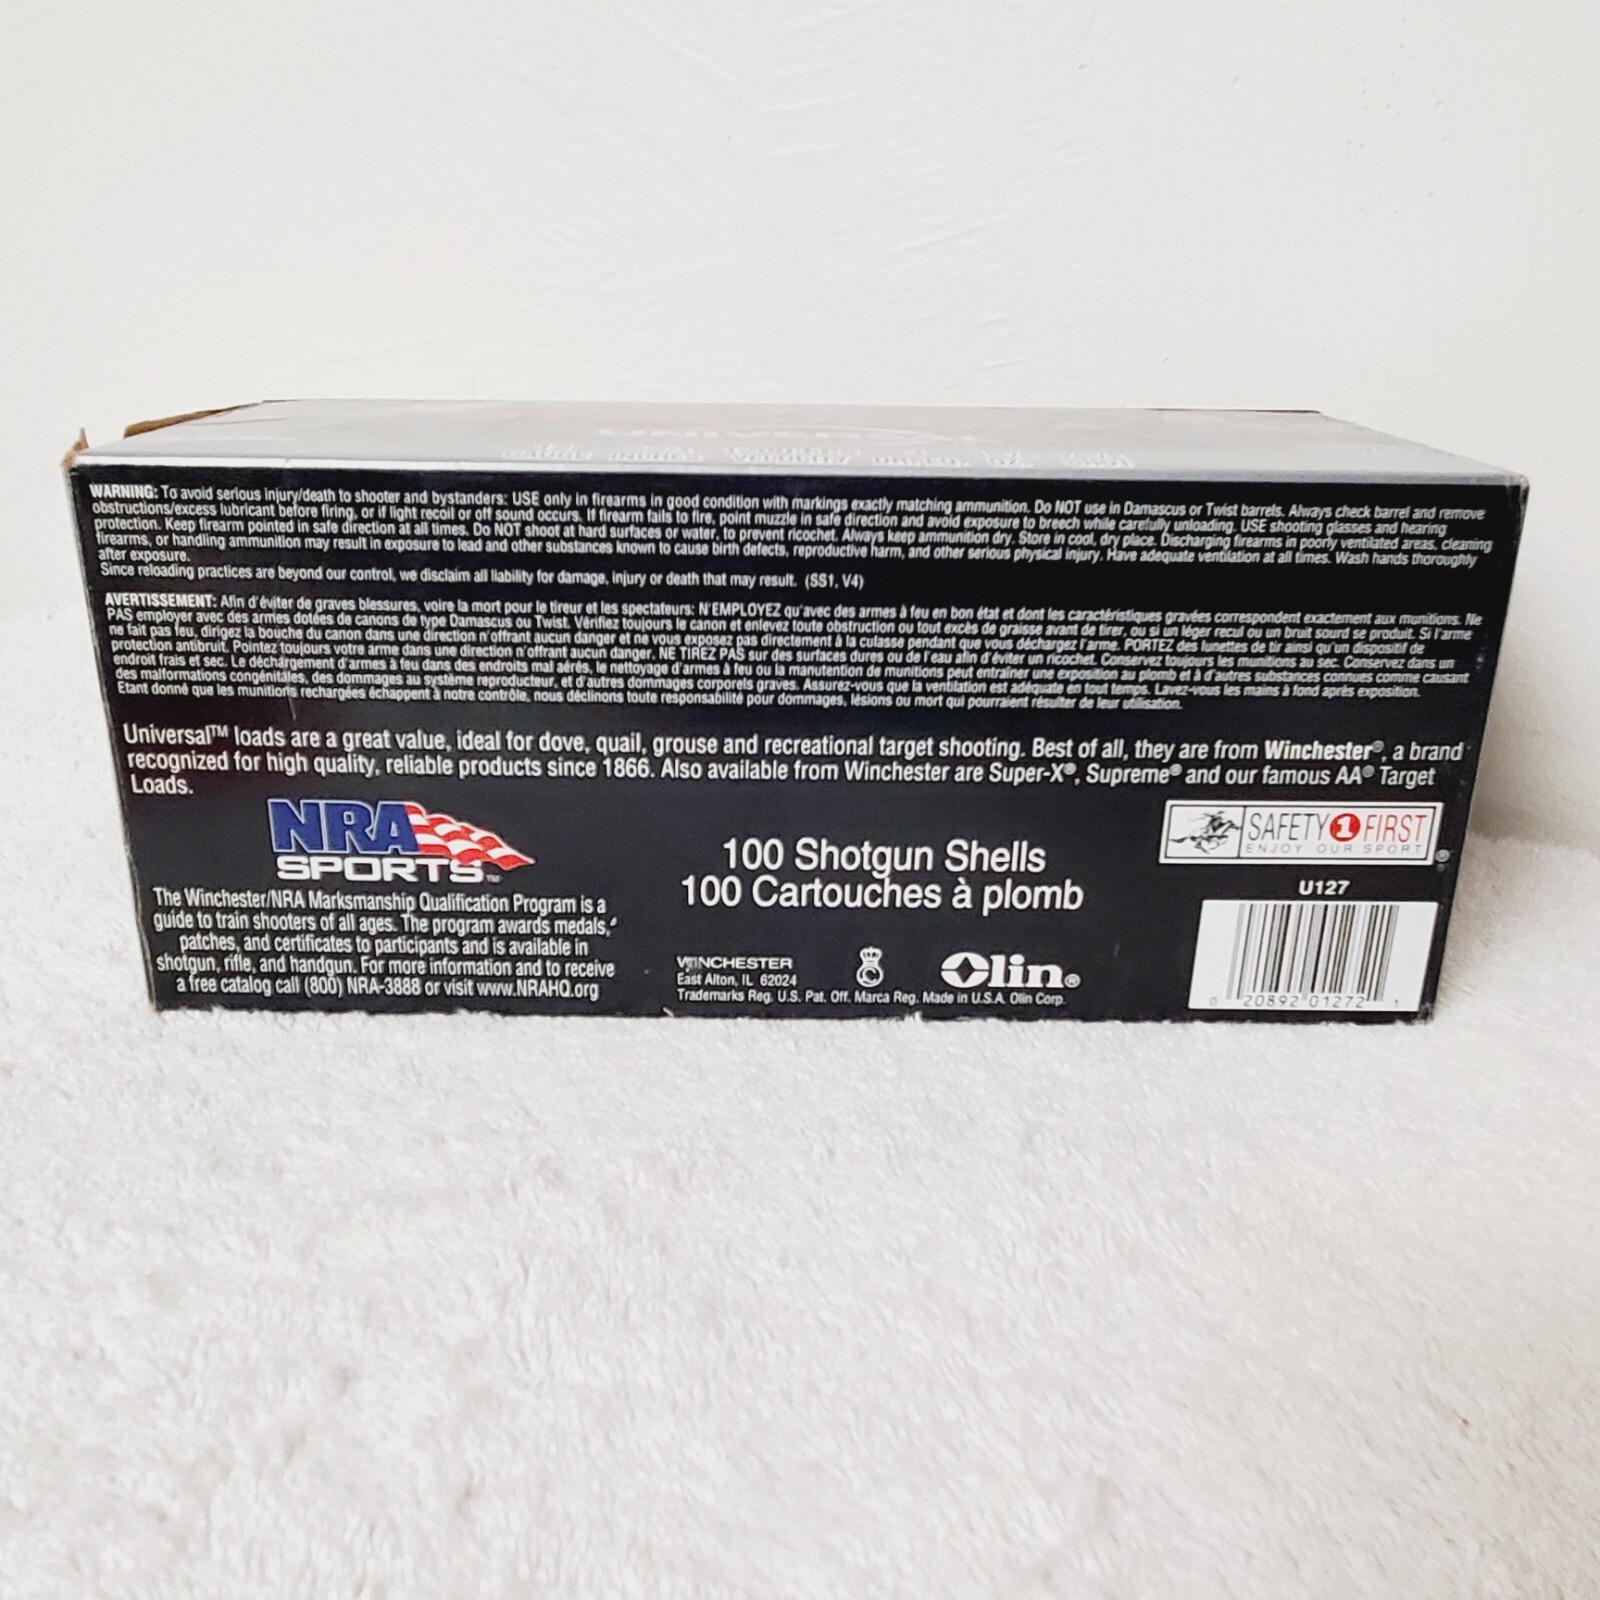 UNIVERSAL
WARNING: To avoid serious injury/death to shooter and bystanders: USE only in firearms in good condition with markings exactly matching ammunition. Do NOT use in Damascus or Twist barrels. Always check barrel and remove
obstructions/excess lubricant before firing, or if light recoil or off sound occurs. If firearm fails to fire, point muzzle in safe direction and avoid exposure to breech while carefully unloading. USE shooting glasses and hearing
protection. Keep firearm pointed in safe direction at all times. Do NOT shoot at hard surfaces or water, to prevent ricochet. Always keep ammunition dry. Store in cool, dry place. Discharging firearms in poorly ventilated areas, cleaning
firearms, or handling ammunition may result in exposure to lead and other substances known to cause birth defects, reproductive harm, and other serious physical injury. Have adequate ventilation at all times. Wash hands thoroughly
after exposure.
Since reloading practices are beyond our control, we disclaim all liability for damage, injury or death that may result. (SS1, V4)
AVERTISSEMENT: Afin d'éviter de graves blessures, voire la mort pour le tireur et les spectateurs: N'EMPLOYEZ qu'avec des armes à feu en bon état et dont les caractéristiques gravées correspondent exactement aux munitions. Ne
PAS employer avec des armes dotées de canons de type Damascus ou Twist. Vérifiez toujours le canon et enlevez toute obstruction ou tout excès de graisse avant de tirer, ou si un léger recul ou un bruit sourd se produit. Si l'arme
ne fait pas feu, dirigez la bouche du canon dans une direction n'offrant aucun danger et ne vous exposez pas directement à la culasse pendant que vous déchargez l'arme. PORTEZ des lunettes de tir ainsi qu'un dispositif de
protection antibruit. Pointez toujours votre arme dans une direction n'offrant aucun danger. NE TIREZ PAS sur des surfaces dures ou de l'eau afin d'éviter un ricochet. Conservez toujours les munitions au sec. Conservez dans un
endroit frais et sec. Le déchargement d'armes à feu dans des endroits mal aérés, le nettoyage d'armes à feu ou la manutention de munitions peut entraîner une exposition au plomb et à d'autres substances connues comme causant
des malformations congénitales, des dommages au système reproducteur, et d'autres dommages corporels graves. Assurez-vous que la ventilation est adéquate en tout temps. Lavez-vous les mains à fond après exposition.
Etant donné que les munitions rechargées échappent à notre contrôle, nous déclinons toute responsabilité pour dommages, lésions ou mort qui pourraient résulter de leur utilisation.
Universal™ loads are a great value, ideal for dove, quail, grouse and recreational target shooting. Best of all, they are from Winchester®, a brand
recognized for high quality, reliable products since 1866. Also available from Winchester are Super-X®, Supreme® and our famous AA® Target
Loads.
NRA
SPORTS™
The Winchester/NRA Marksmanship Qualification Program is a
guide to train shooters of all ages. The program awards medals,
patches, and certificates to participants and is available in
shotgun, rifle, and handgun. For more information and to receive
a free catalog call (800) NRA-3888 or visit www.NRAHQ.org
100 Shotgun Shells
100 Cartouches à plomb
WINCHESTER
East Alton, IL 62024
Trademarks Reg. U.S. Pat. Off. Marca Reg. Made in U.S.A. Olin Corp.
Olin®
SAFETY 1 FIRST
ENJOY OUR SPORT
®
U127
0 20892 01272 1